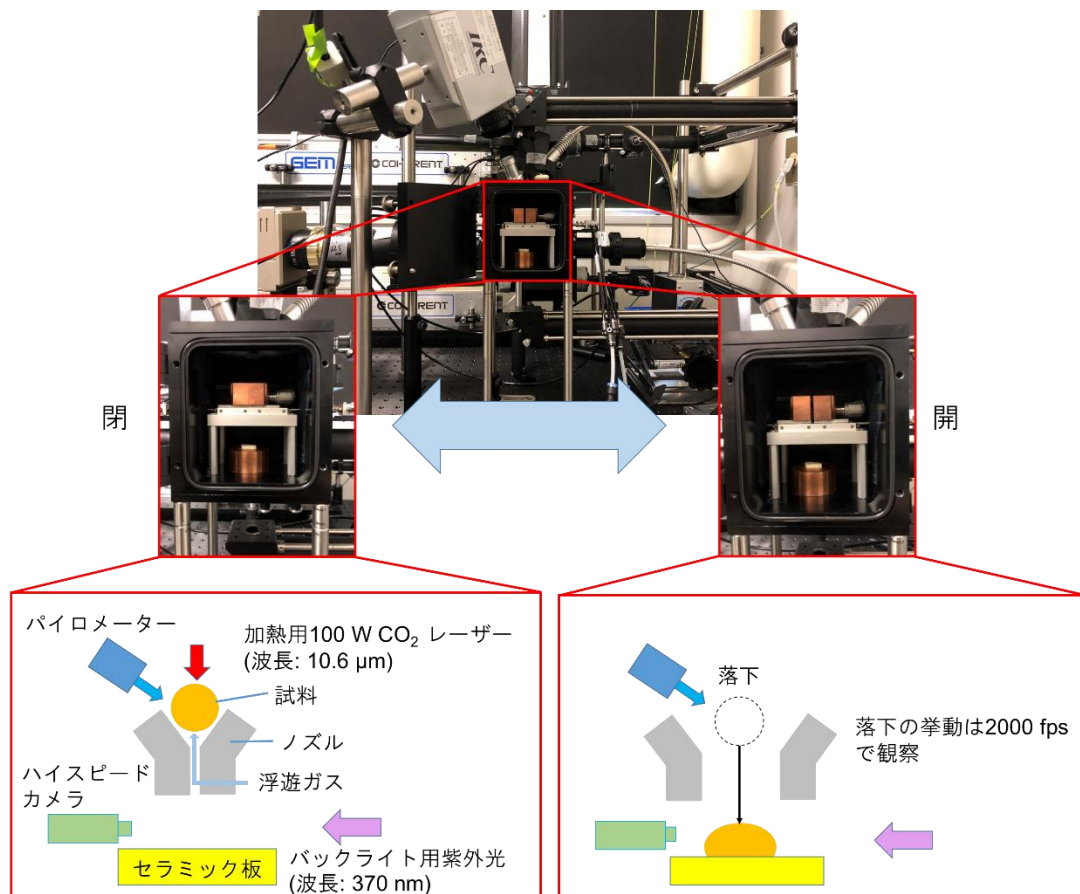 IRC
GEM
COHERENT
COHERENT
閉
開
パイロメーター
加熱用100 W CO₂ レーザー
(波長: 10.6 μm)
試料
ノズル
浮遊ガス
ハイスピード
カメラ
セラミック板
バックライト用紫外光
(波長: 370 nm)
落下
落下の挙動は2000 fps
で観察